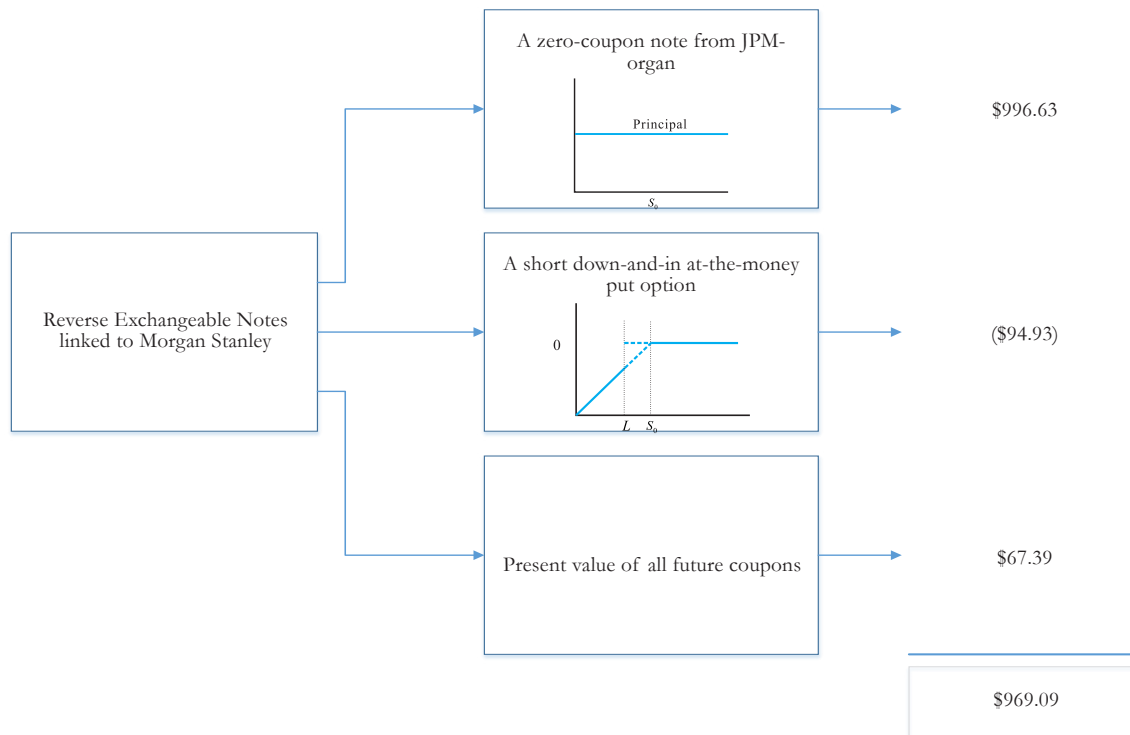 A zero-coupon note from JPM-
organ
Principal
S₀
$996.63
Reverse Exchangeable Notes
linked to Morgan Stanley
A short down-and-in at-the-money
put option
0
L S₀
($94.93)
Present value of all future coupons
$67.39
$969.09